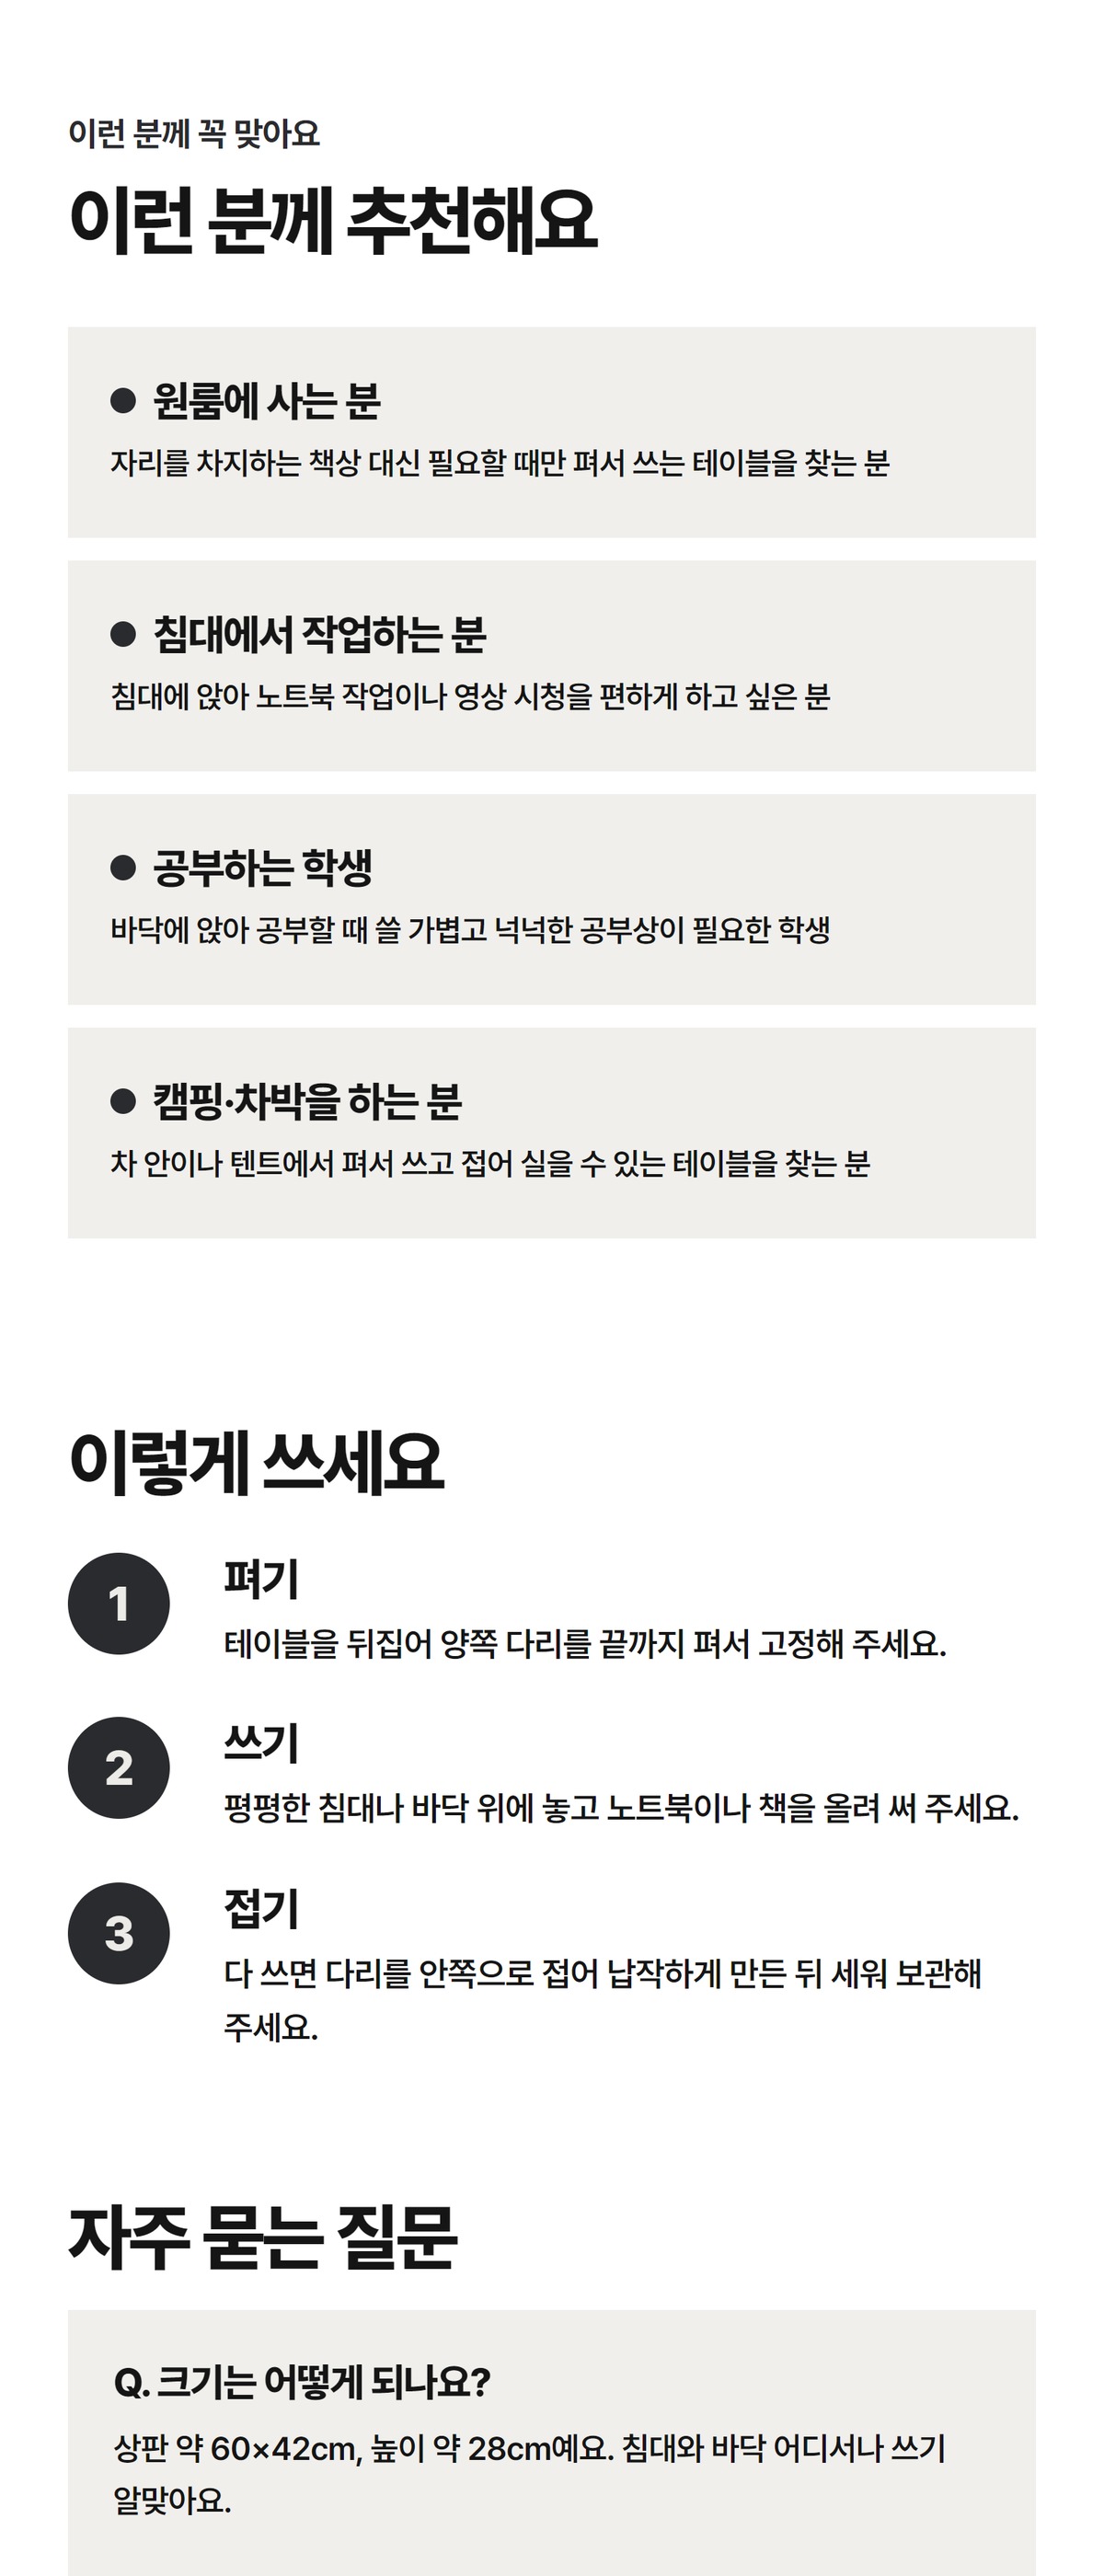 이런 분께 꼭 맞아요
이런 분께 추천해요
원룸에 사는 분
자리를 차지하는 책상 대신 필요할 때만 펴서 쓰는 테이블을 찾는 분
침대에서 작업하는 분
침대에 앉아 노트북 작업이나 영상 시청을 편하게 하고 싶은 분
공부하는 학생
바닥에 앉아 공부할 때 쓸 가볍고 넉넉한 공부상이 필요한 학생
캠핑·차박을 하는 분
차 안이나 텐트에서 펴서 쓰고 접어 실을 수 있는 테이블을 찾는 분
이렇게 쓰세요
1
펴기
테이블을 뒤집어 양쪽 다리를 끝까지 펴서 고정해 주세요.
2
쓰기
평평한 침대나 바닥 위에 놓고 노트북이나 책을 올려 써 주세요.
3
접기
다 쓰면 다리를 안쪽으로 접어 납작하게 만든 뒤 세워 보관해
주세요.
자주 묻는 질문
Q. 크기는 어떻게 되나요?
상판 약 60×42cm, 높이 약 28cm예요. 침대와 바닥 어디서나 쓰기
알맞아요.